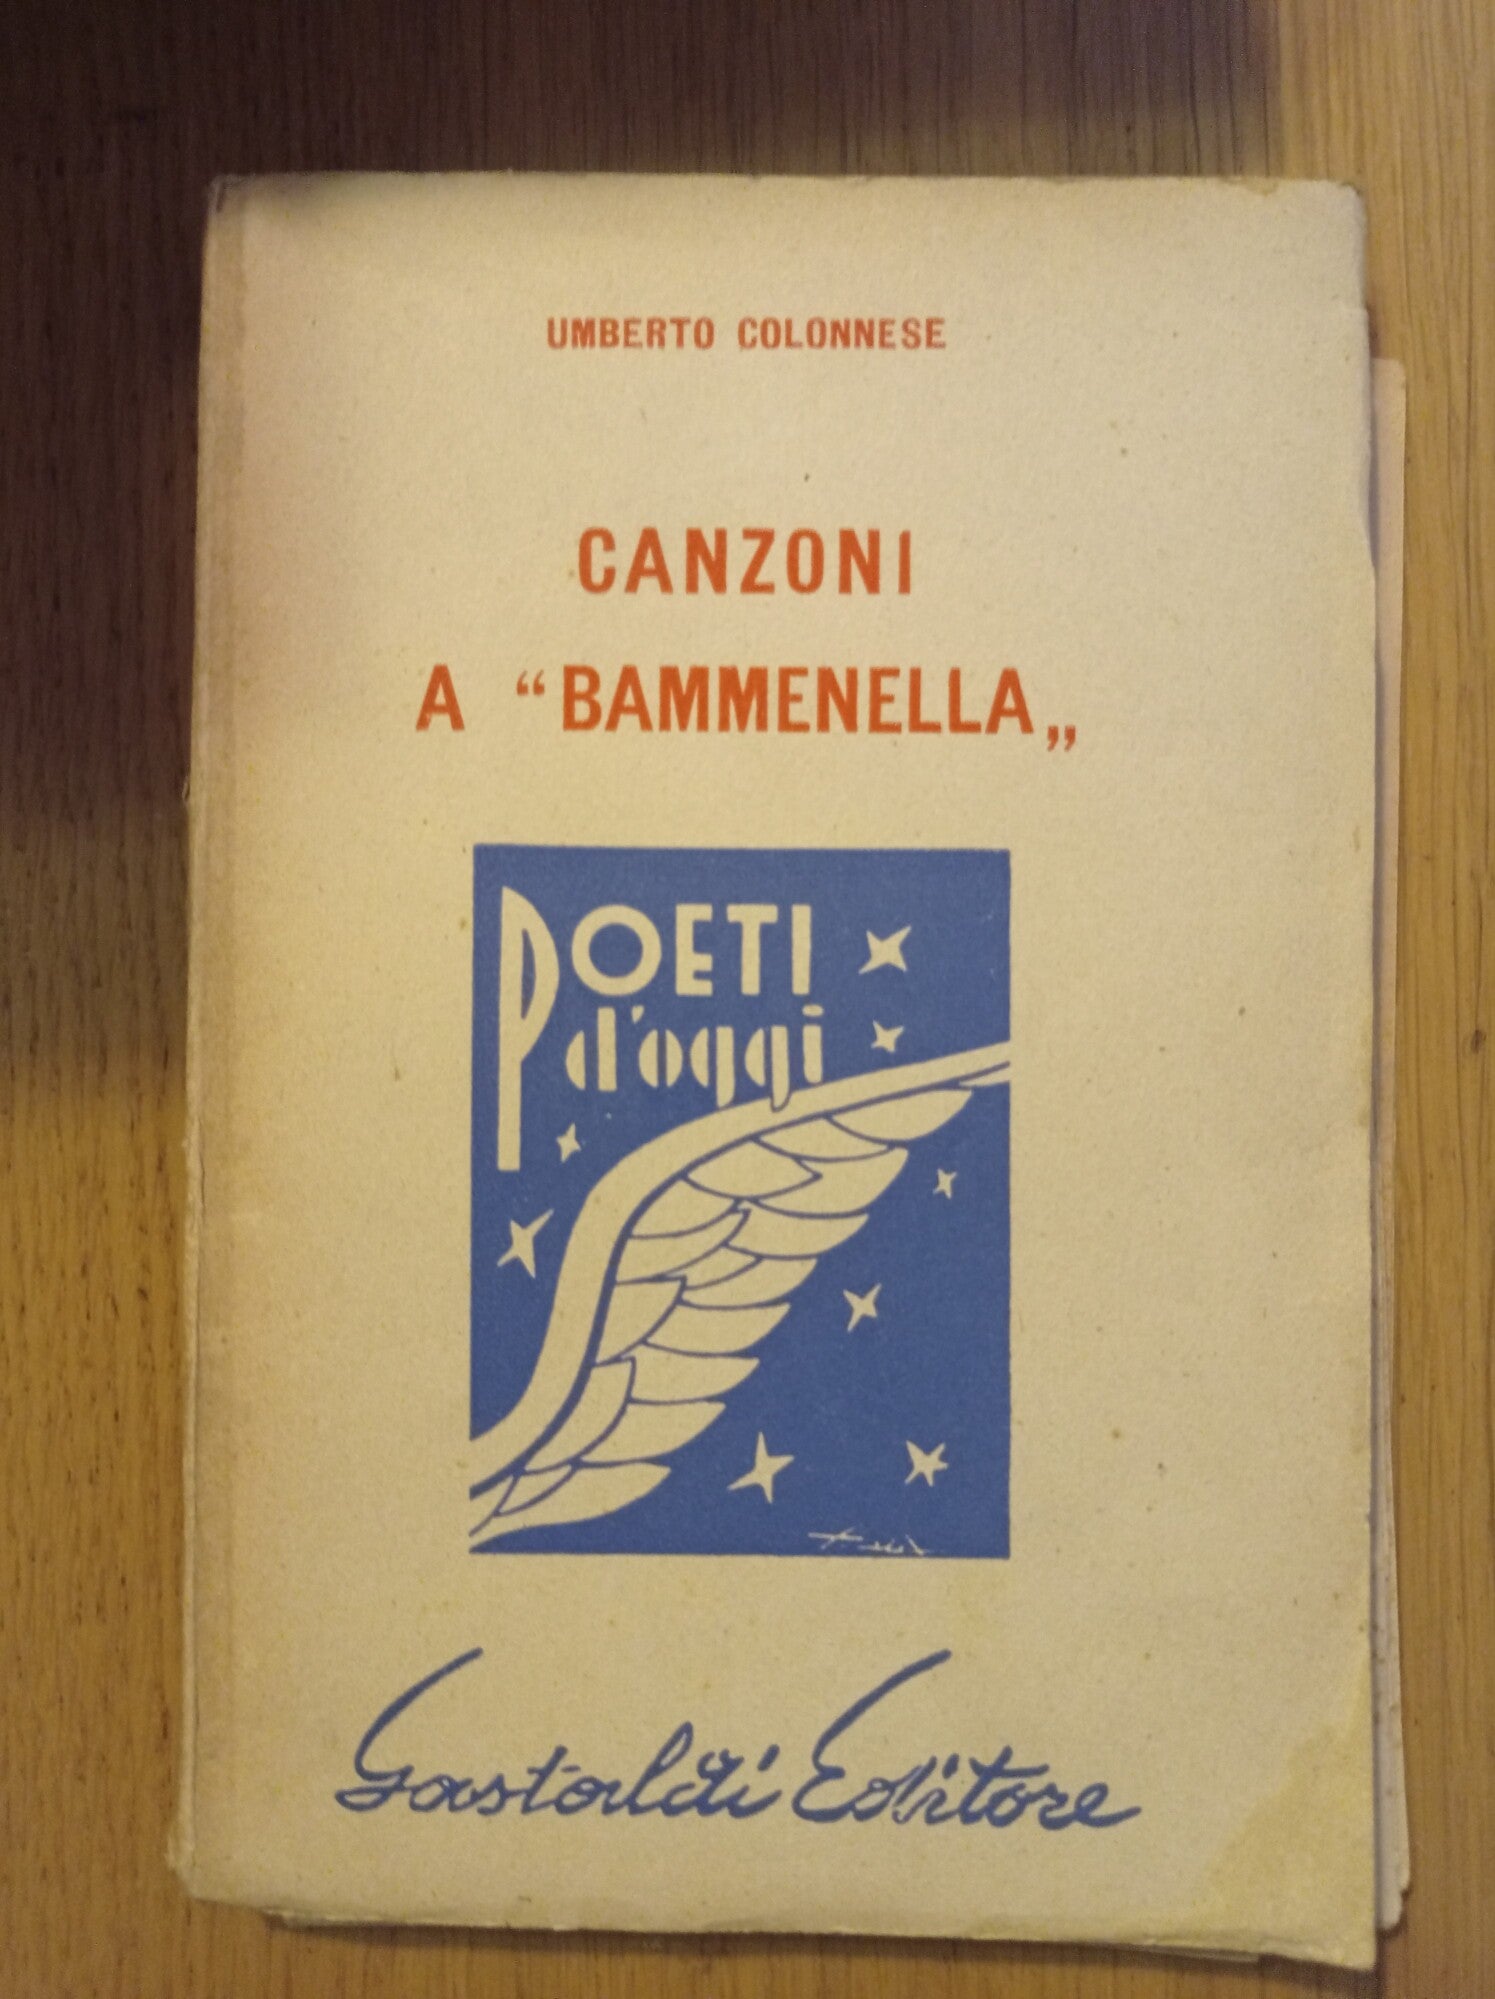 UMBERTO COLONNESE
CANZONI
A “BAMMENELLA„
POETI
d'oggi
Gastaldi Editore